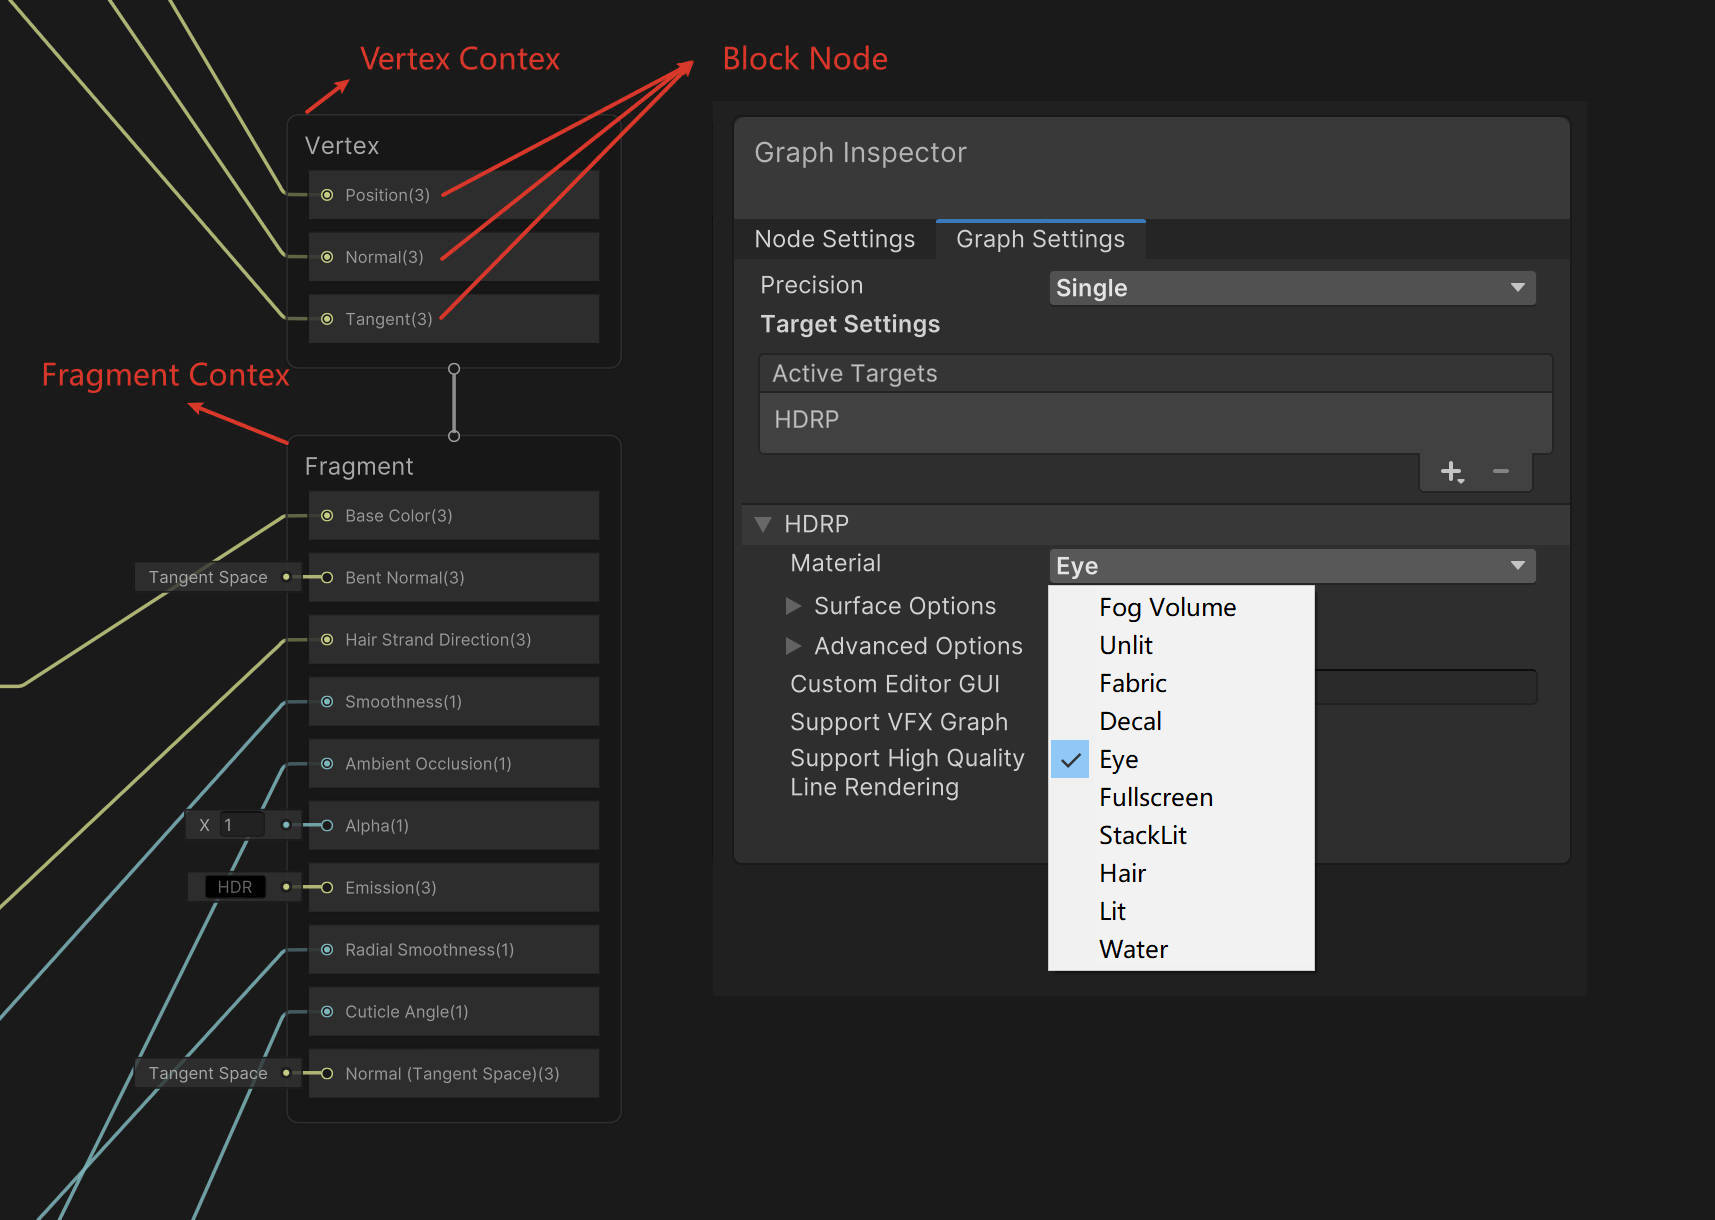 Vertex Contex
Block Node
Vertex
Position(3)
Normal(3)
Tangent(3)
Fragment Contex
Fragment
Base Color(3)
Tangent Space
Bent Normal(3)
Hair Strand Direction(3)
Smoothness(1)
Ambient Occlusion(1)
X 1
Alpha(1)
HDR
Emission(3)
Radial Smoothness(1)
Cuticle Angle(1)
Tangent Space
Normal (Tangent Space)(3)
Graph Inspector
Node Settings
Graph Settings
Precision
Single
Target Settings
Active Targets
HDRP
HDRP
Material
Eye
Surface Options
Advanced Options
Custom Editor GUI
Support VFX Graph
Support High Quality
Line Rendering
Fog Volume
Unlit
Fabric
Decal
Eye
Fullscreen
StackLit
Hair
Lit
Water